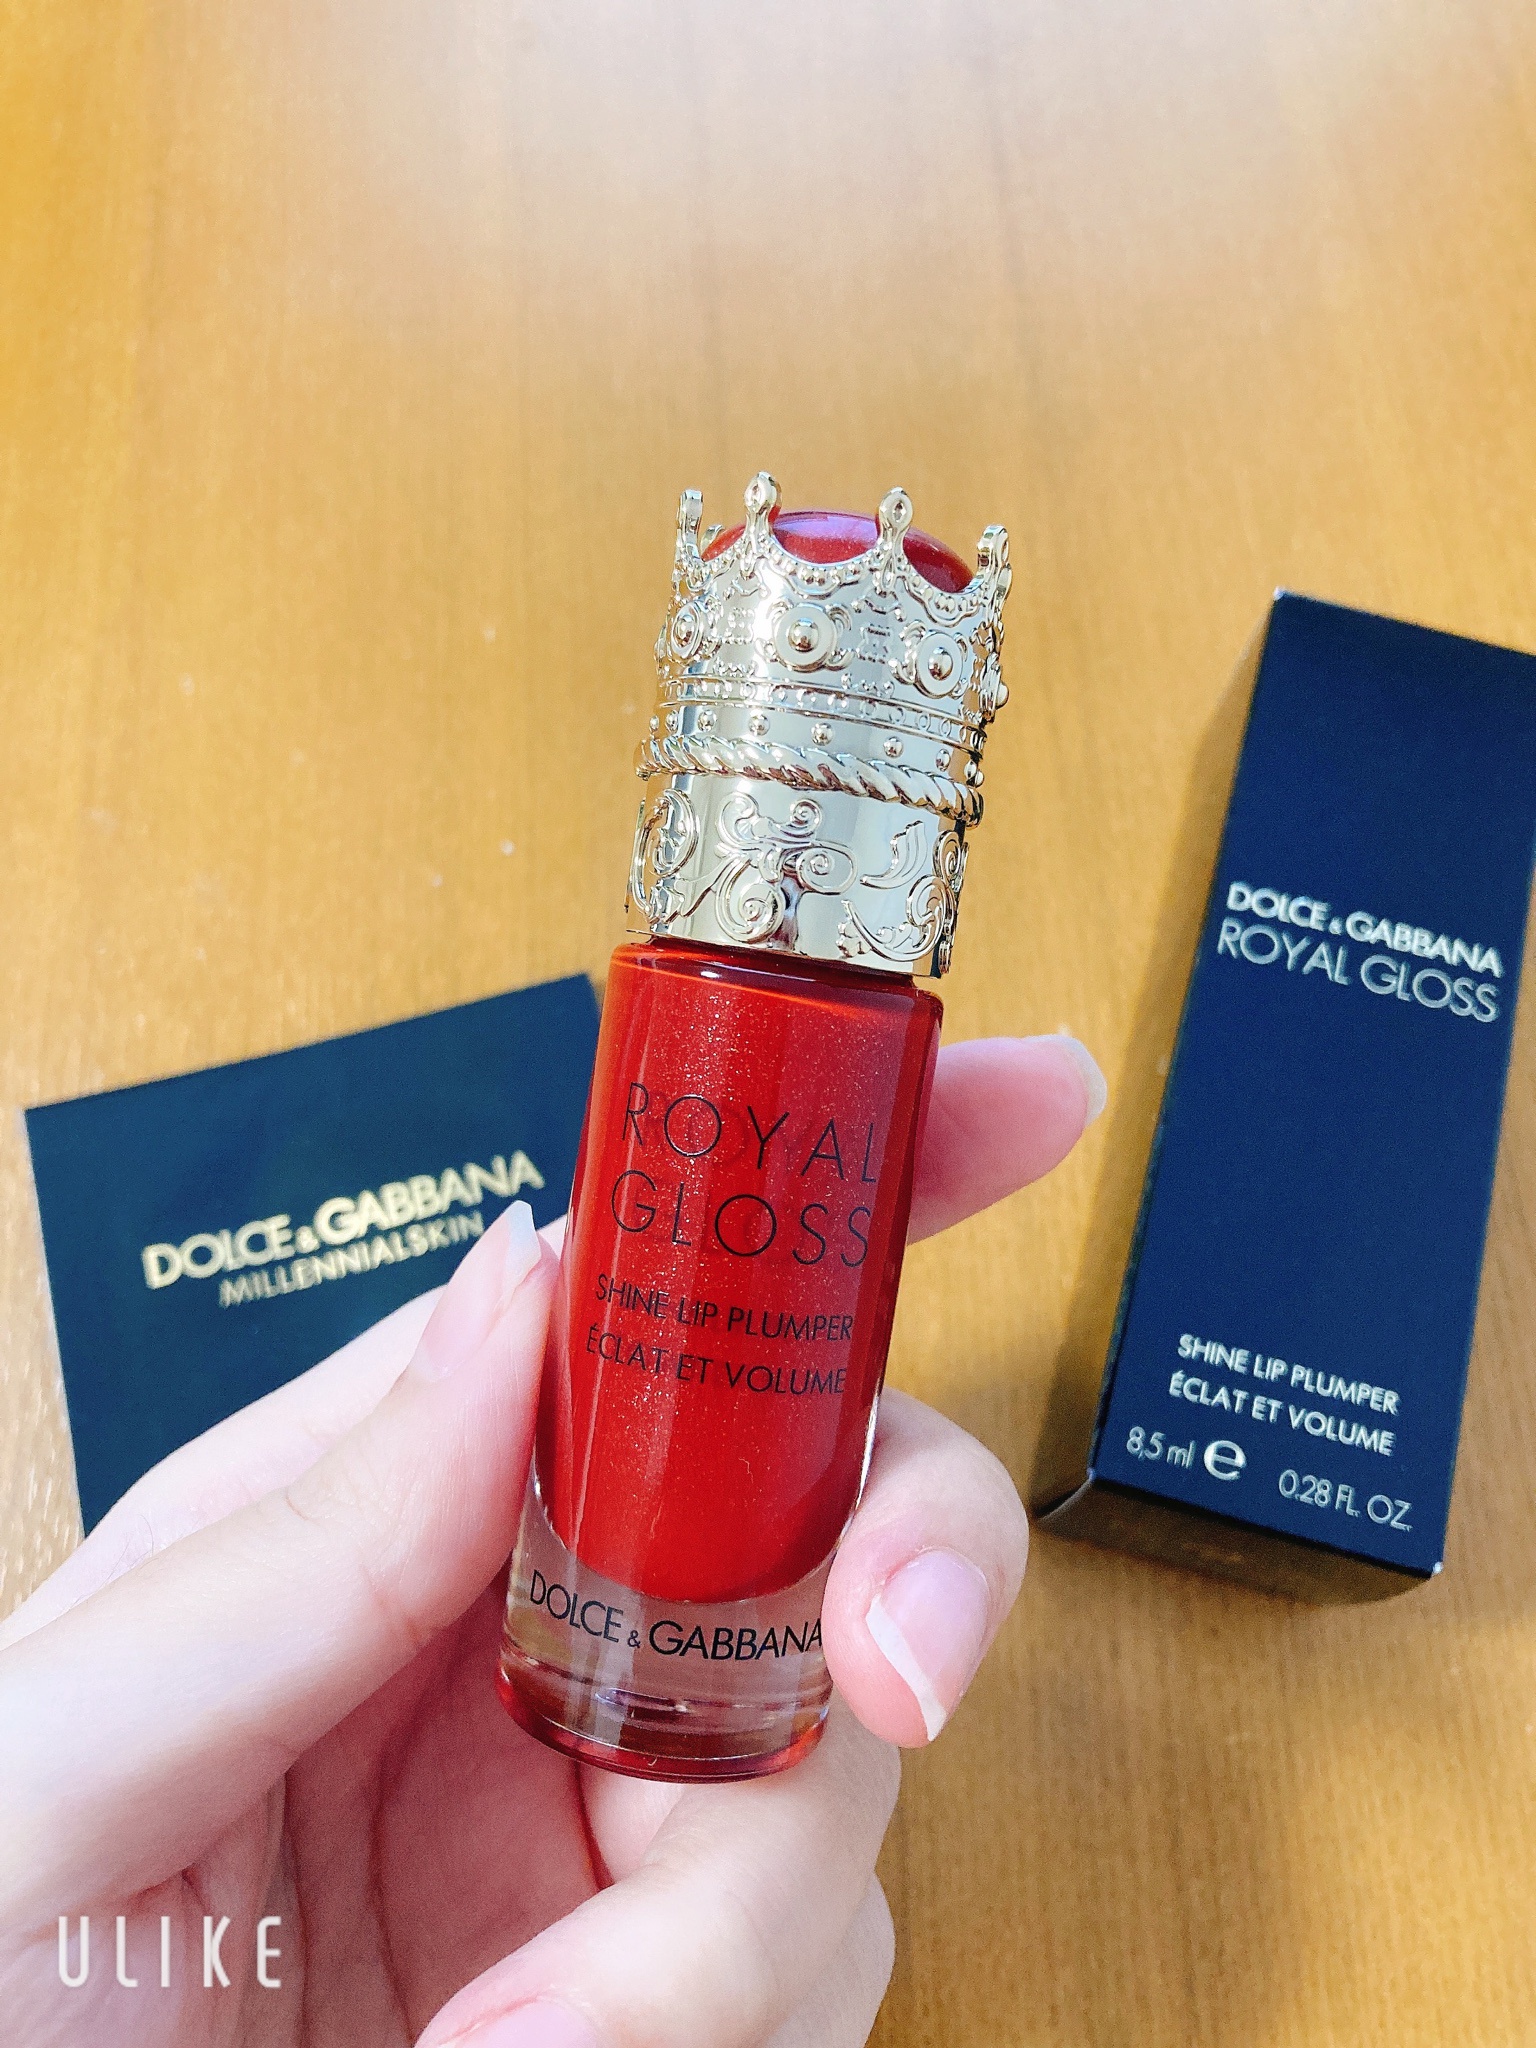 DOLCE & GABBANA
ROYAL GLOSS
SHINE LIP PLUMPER
ÉCLAT ET VOLUME
8,5 ml ℮ 0.28 FL. OZ.
ROYAL
GLOSS
SHINE LIP PLUMPER
ÉCLAT ET VOLUME
DOLCE & GABBANA
DOLCE & GABBANA
MILLENNIALSKIN
ULIKE